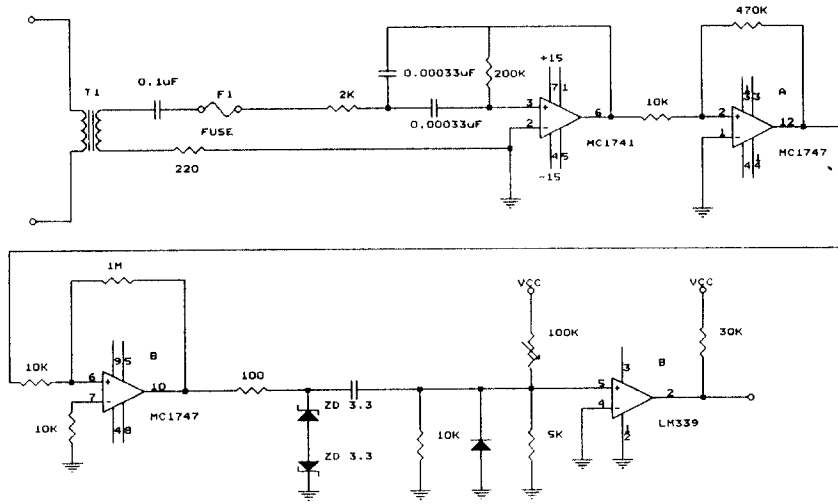 T1
0.1uF
F1
FUSE
220
2K
0.00033uF
0.00033uF
200K
+15
7 1
3
2
6
4 5
-15
MC1741
10K
470K
A
2
1
12
4
MC1747
1M
10K
6
7
9 5
B
10
4 8
MC1747
10K
100
ZD 3.3
ZD 3.3
10K
VCC
100K
5K
5
4
3
B
2
1
2
LM339
VCC
30K